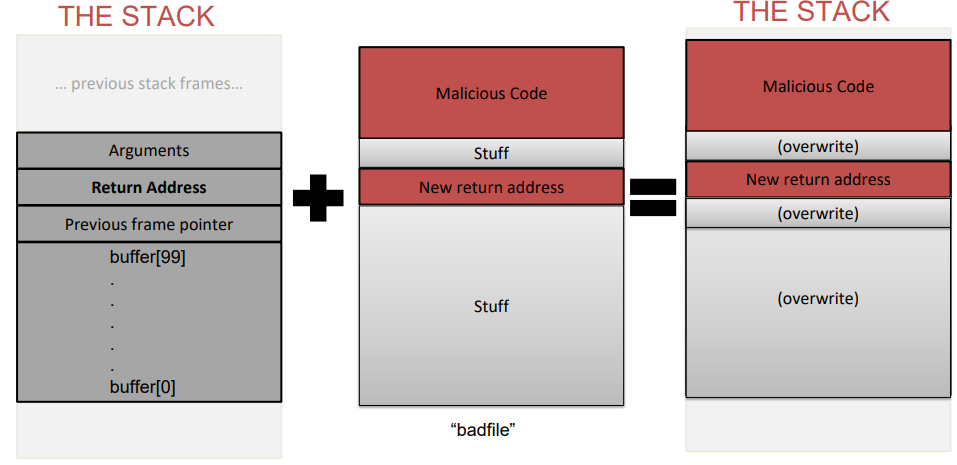 THE STACK
... previous stack frames...
Arguments
Return Address
Previous frame pointer
buffer[99]
.
.
.
.
.
buffer[0]
Malicious Code
Stuff
New return address
Stuff
“badfile”
THE STACK
Malicious Code
(overwrite)
New return address
(overwrite)
(overwrite)